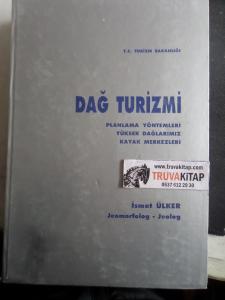 T.C. TURİZM BAKANLIĞI
DAĞ TURİZMİ
PLANLAMA YÖNTEMLERİ
YÜKSEK DAĞLARIMIZ
KAYAK MERKEZLERİ
www.truvakitap.com
TRUVAKİTAP
0537 612 20 30
İsmet ÜLKER
Jeomorfolog - Jeolog